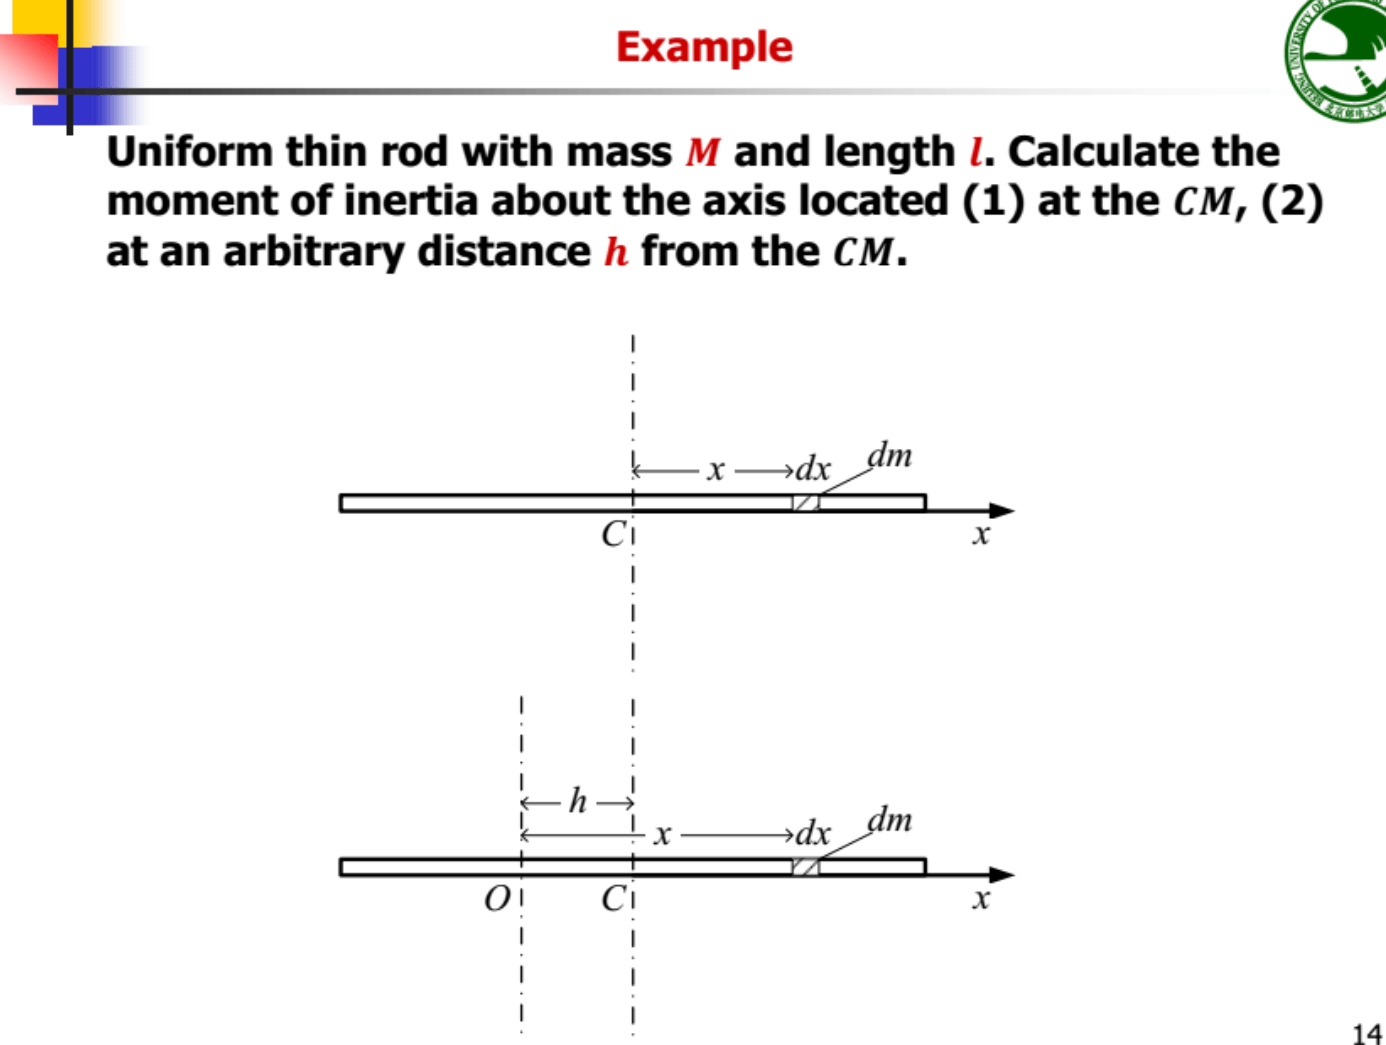 Example
Uniform thin rod with mass M and length l. Calculate the
moment of inertia about the axis located (1) at the CM, (2)
at an arbitrary distance h from the CM.
x dx dm
C
x
h
x dx dm
O C
x
14